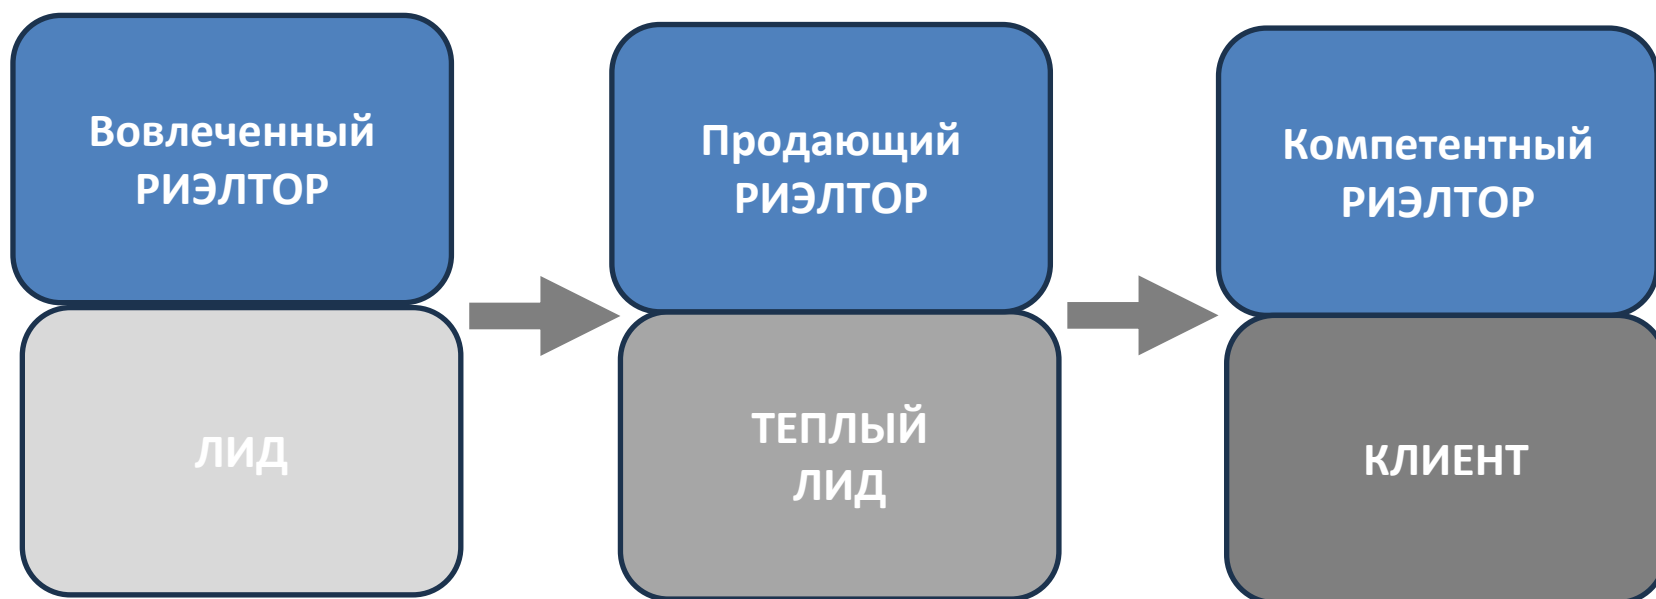 Вовлеченный
РИЭЛТОР
ЛИД
Продающий
РИЭЛТОР
ТЕПЛЫЙ
ЛИД
Компетентный
РИЭЛТОР
КЛИЕНТ